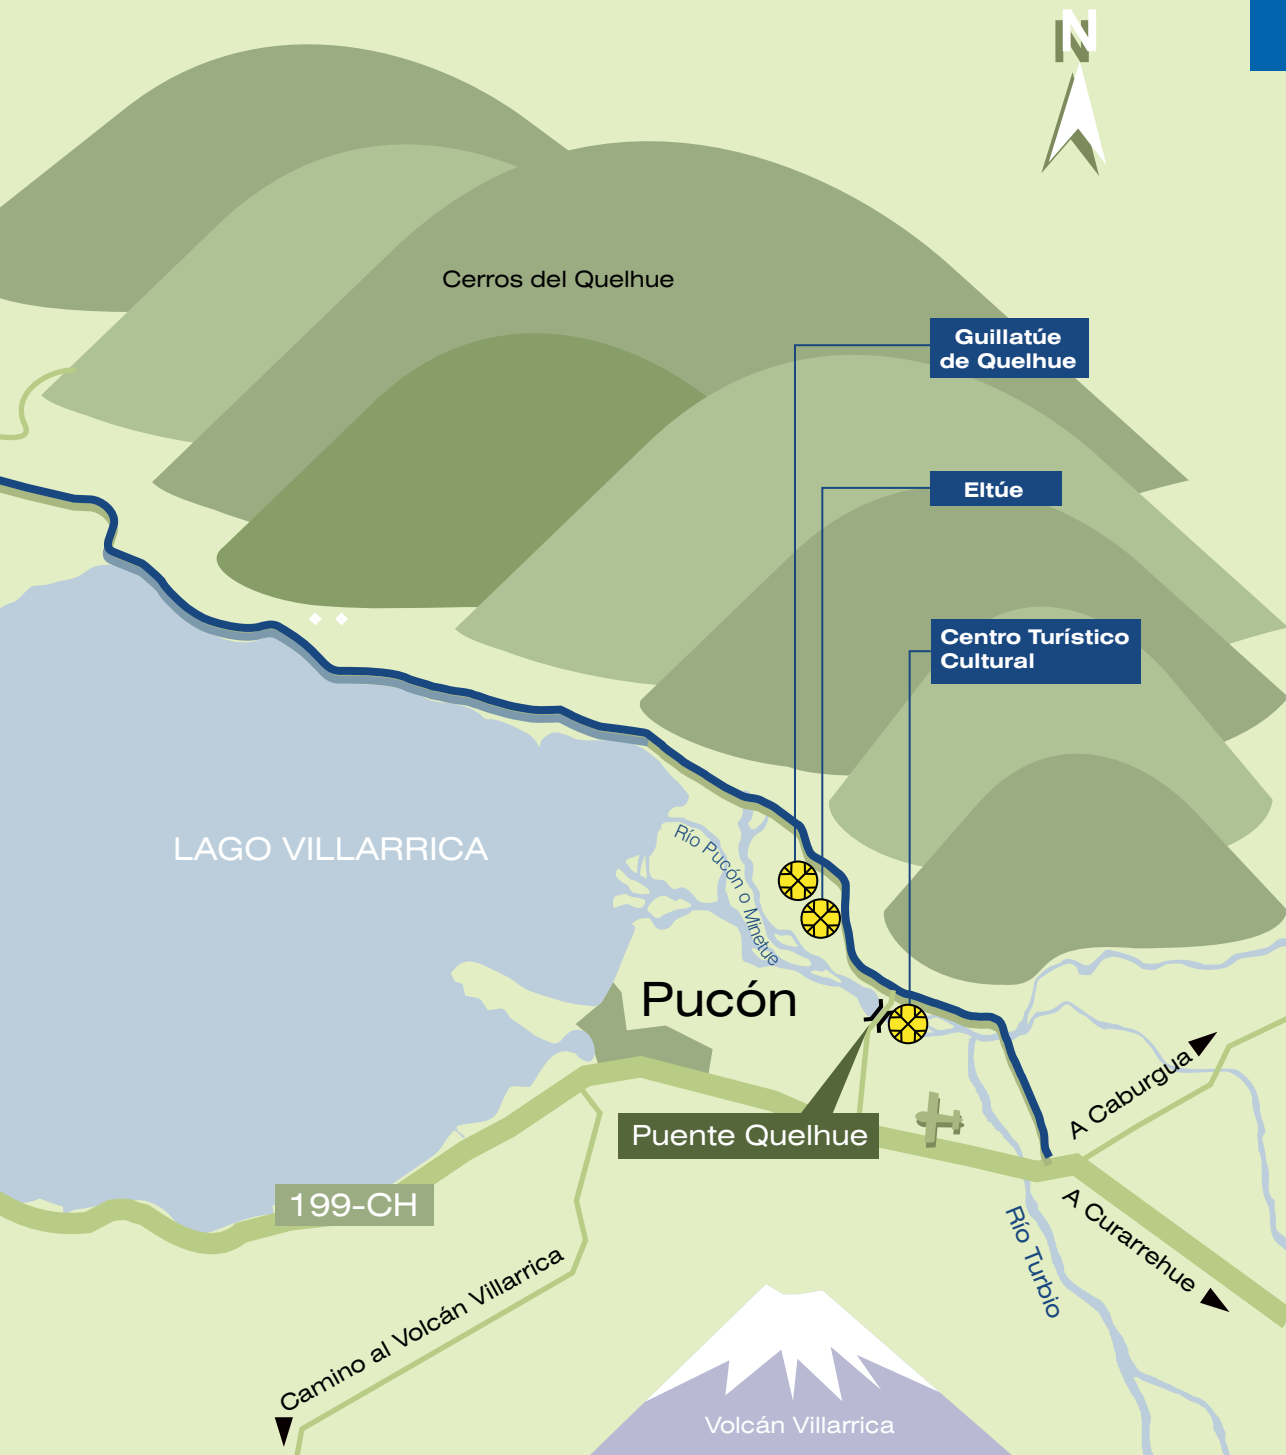 N
Cerros del Quelhue
Guillatúe
de Quelhue
Eltúe
Centro Turístico
Cultural
LAGO VILLARRICA
Río Pucón o Minetue
Pucón
A Caburgua
Puente Quelhue
199-CH
A Curarrehue
Río Turbio
Camino al Volcán Villarrica
Volcán Villarrica